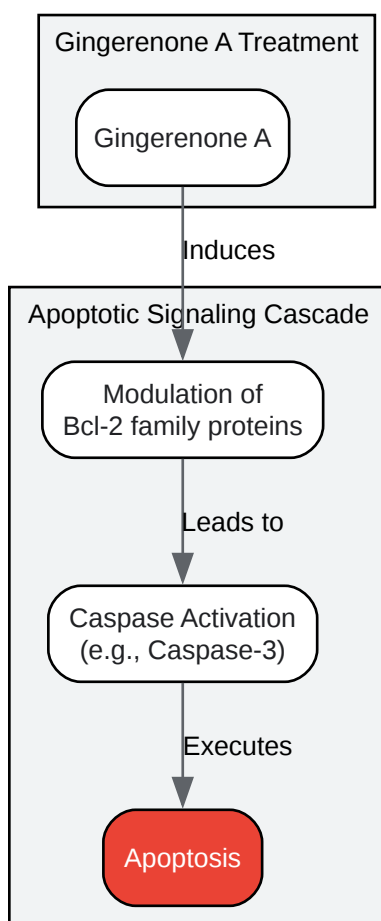 Gingerenone A Treatment
Gingerenone A
Induces
Apoptotic Signaling Cascade
Modulation of
Bcl-2 family proteins
Leads to
Caspase Activation
(e.g., Caspase-3)
Executes
Apoptosis